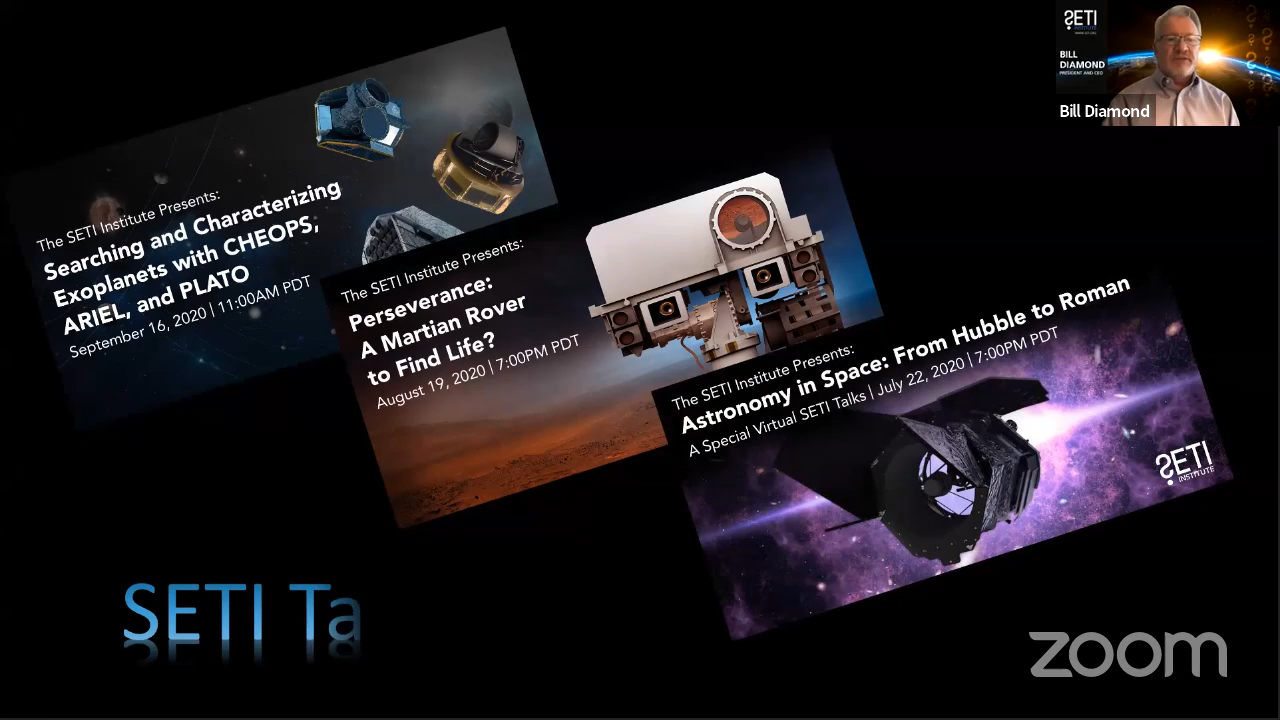 SETI
INSTITUTE
BILL
DIAMOND
PRESIDENT AND CEO
Bill Diamond
The SETI Institute Presents:
Searching and Characterizing
Exoplanets with CHEOPS,
ARIEL, and PLATO
September 16, 2020 | 11:00AM PDT
The SETI Institute Presents:
Perseverance:
A Martian Rover
to Find Life?
August 19, 2020 | 7:00PM PDT
The SETI Institute Presents:
Astronomy in Space: From Hubble to Roman
A Special Virtual SETI Talks | July 22, 2020 | 7:00PM PDT
SETI
INSTITUTE
SETI Ta
zoom